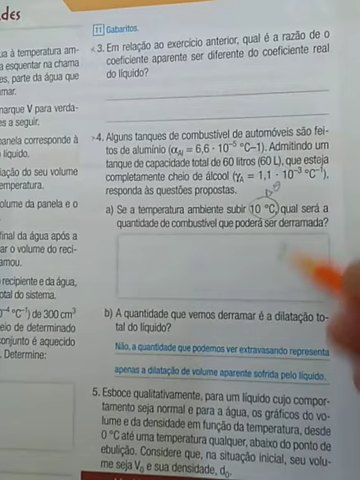 des
11 Gabaritos.
3. Em relação ao exercício anterior, qual é a razão de o
coeficiente aparente ser diferente do coeficiente real
do líquido?
ua à temperatura am-
a esquentar na chama
es, parte da água que
mar.
marque V para verda-
es a seguir.
panela corresponde à
líquido.
iação do seu volume
emperatura.
olume da panela e o
final da água após a
ar o volume do reci-
amou.
recipiente e da água,
otal do sistema.
⁻⁴ °C⁻¹) de 300 cm³
eio de determinado
conjunto é aquecido
. Determine:
4. Alguns tanques de combustível de automóveis são fei-
tos de alumínio (αAl = 6,6 · 10⁻⁵ °C–1). Admitindo um
tanque de capacidade total de 60 litros (60 L), que esteja
completamente cheio de álcool (γA = 1,1 · 10⁻³ °C⁻¹),
responda às questões propostas.
a) Se a temperatura ambiente subir 10 °C, qual será a
quantidade de combustível que poderá ser derramada?
b) A quantidade que vemos derramar é a dilatação to-
tal do líquido?
Não, a quantidade que podemos ver extravasando representa
apenas a dilatação de volume aparente sofrida pelo líquido.
5. Esboce qualitativamente, para um líquido cujo compor-
tamento seja normal e para a água, os gráficos do vo-
lume e da densidade em função da temperatura, desde
0 °C até uma temperatura qualquer, abaixo do ponto de
ebulição. Considere que, na situação inicial, seu volu-
me seja V₀ e sua densidade, d₀.